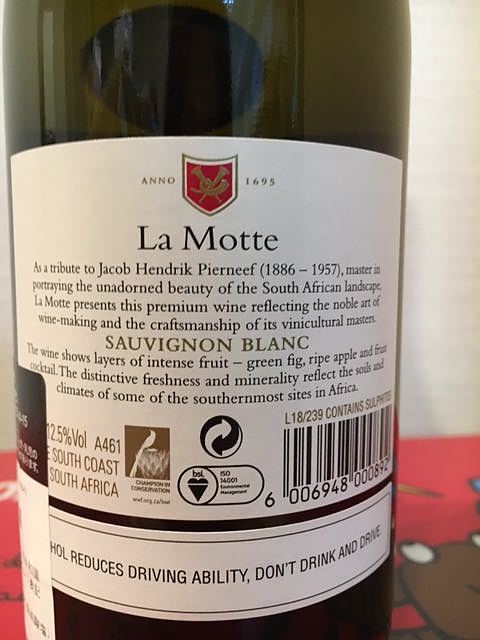 ANNO 1695
La Motte
As a tribute to Jacob Hendrik Pierneef (1886 – 1957), master in
portraying the unadorned beauty of the South African landscape,
La Motte presents this premium wine reflecting the noble art of
wine-making and the craftsmanship of its vinicultural masters.
SAUVIGNON BLANC
The wine shows layers of intense fruit – green fig, ripe apple and fruit
cocktail. The distinctive freshness and minerality reflect the soils and
climates of some of the southernmost sites in Africa.
L18/239 CONTAINS SULPHITES
12.5%Vol A461
E SOUTH COAST
SOUTH AFRICA
CHAMPION IN
CONSERVATION
wwf.org.za/bwi
bsi.
ISO
14001
Environmental
Management
6 006948 000892
HOL REDUCES DRIVING ABILITY, DON'T DRINK AND DRIVE.